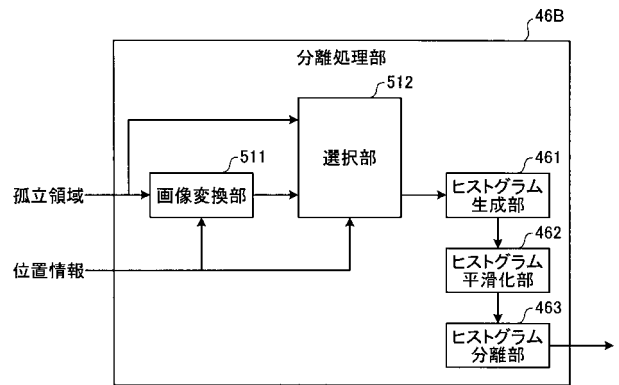 46B
分離処理部
512
選択部
511
画像変換部
孤立領域
位置情報
461
ヒストグラム
生成部
462
ヒストグラム
平滑化部
463
ヒストグラム
分離部